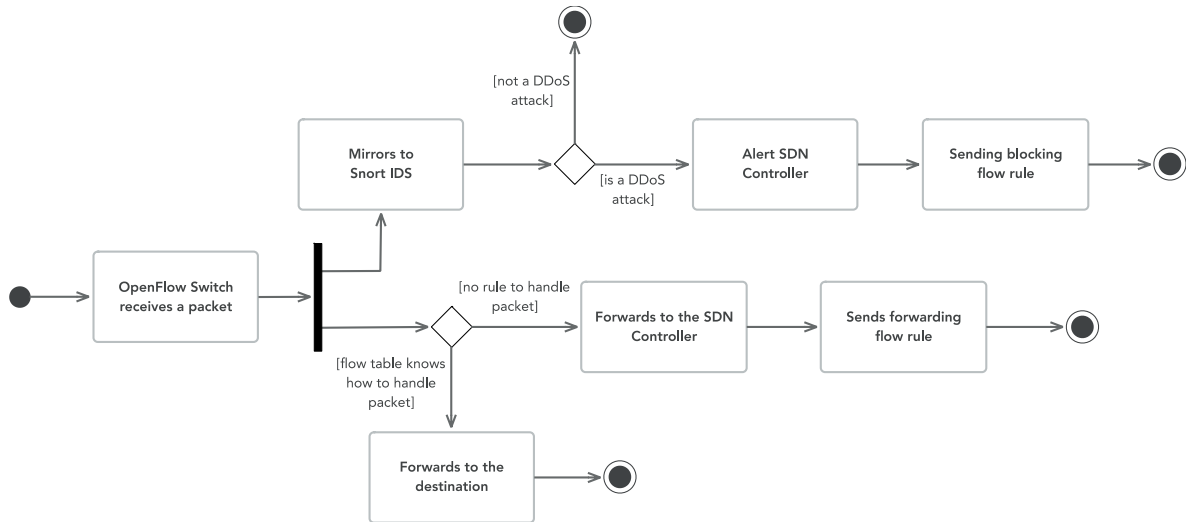 [not a DDoS
attack]
Mirrors to
Snort IDS
[is a DDoS
attack]
Alert SDN
Controller
Sending blocking
flow rule
OpenFlow Switch
receives a packet
[no rule to handle
packet]
[flow table knows
how to handle
packet]
Forwards to the SDN
Controller
Sends forwarding
flow rule
Forwards to the
destination